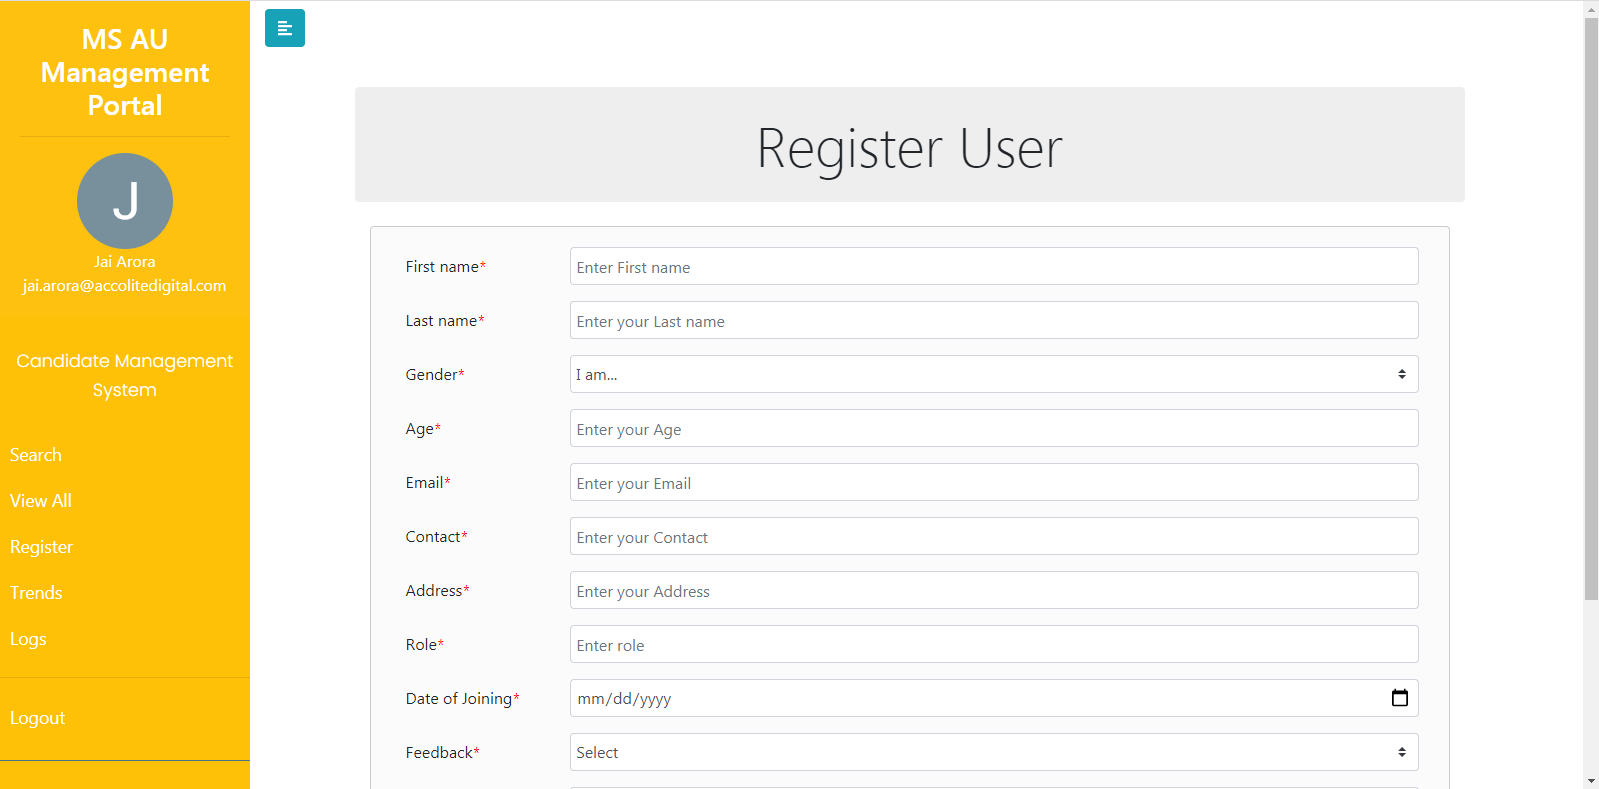 MS AU
Management
Portal
J
Jai Arora
jai.arora@accolitedigital.com
Candidate Management
System
Search
View All
Register
Trends
Logs
Logout
Register User
First name*
Enter First name
Last name*
Enter your Last name
Gender*
I am...
Age*
Enter your Age
Email*
Enter your Email
Contact*
Enter your Contact
Address*
Enter your Address
Role*
Enter role
Date of Joining*
mm/dd/yyyy
Feedback*
Select